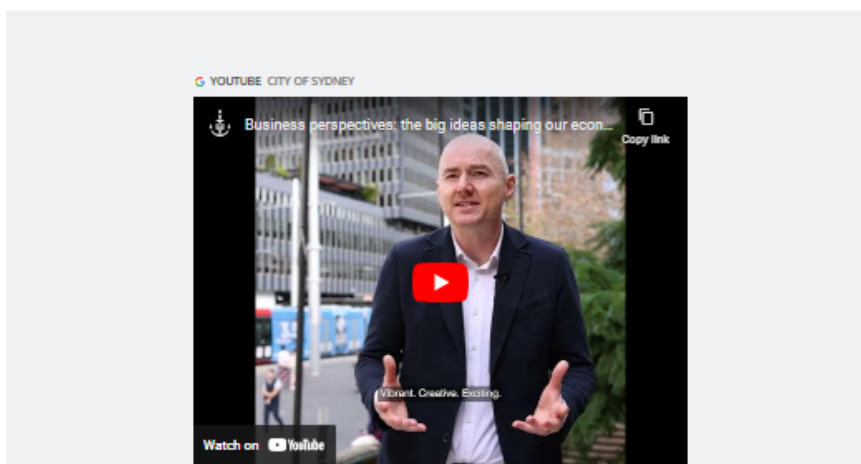 YOUTUBE CITY OF SYDNEY
Business perspectives: the big ideas shaping our econ...
Copy link
Vibrant. Creative. Exciting.
Watch on YouTube